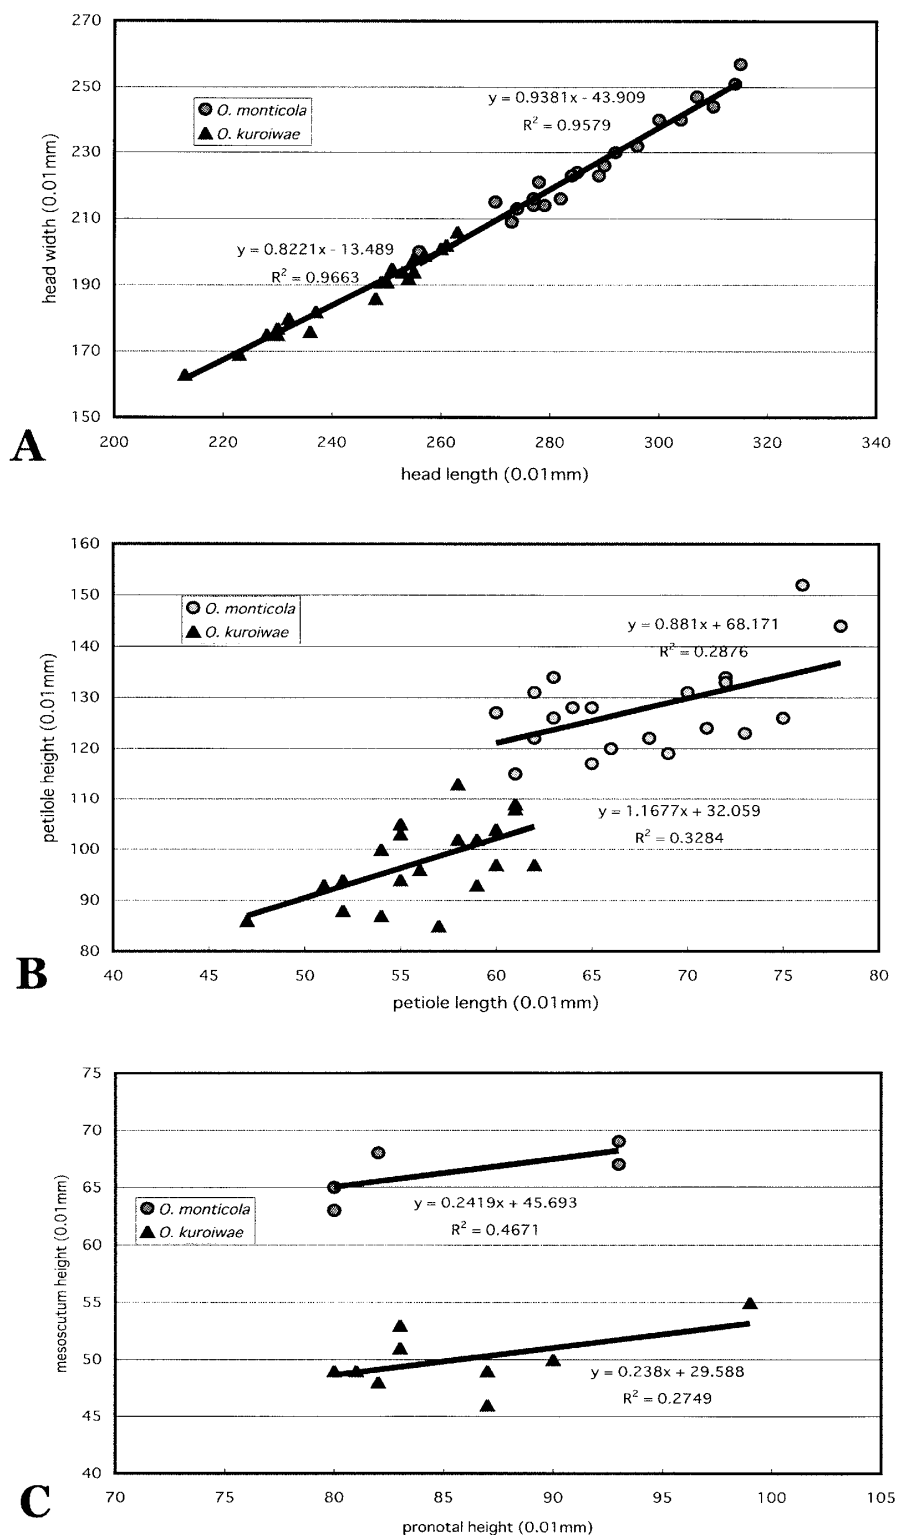 270
250
230
210
190
170
150
head width (0.01mm)
O. monticola
O. kuroiwae
y = 0.9381x - 43.909
R² = 0.9579
y = 0.8221x - 13.489
R² = 0.9663
200 220 240 260 280 300 320 340
head length (0.01mm)
A
160
150
140
130
120
110
100
90
80
petilole height (0.01mm)
O. monticola
O. kuroiwae
y = 0.881x + 68.171
R² = 0.2876
y = 1.1677x + 32.059
R² = 0.3284
40 45 50 55 60 65 70 75 80
petiole length (0.01mm)
B
75
70
65
60
55
50
45
40
mesoscutum height (0.01mm)
O. monticola
O. kuroiwae
y = 0.2419x + 45.693
R² = 0.4671
y = 0.238x + 29.588
R² = 0.2749
70 75 80 85 90 95 100 105
pronotal height (0.01mm)
C